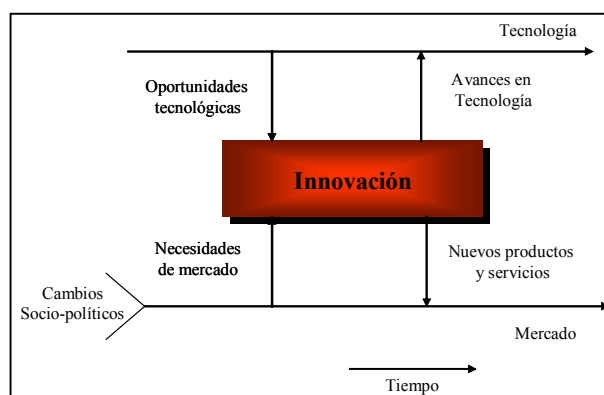 Tecnología
Oportunidades
tecnológicas
Avances en
Tecnología
Innovación
Necesidades
de mercado
Nuevos productos
y servicios
Cambios
Socio-políticos
Mercado
Tiempo